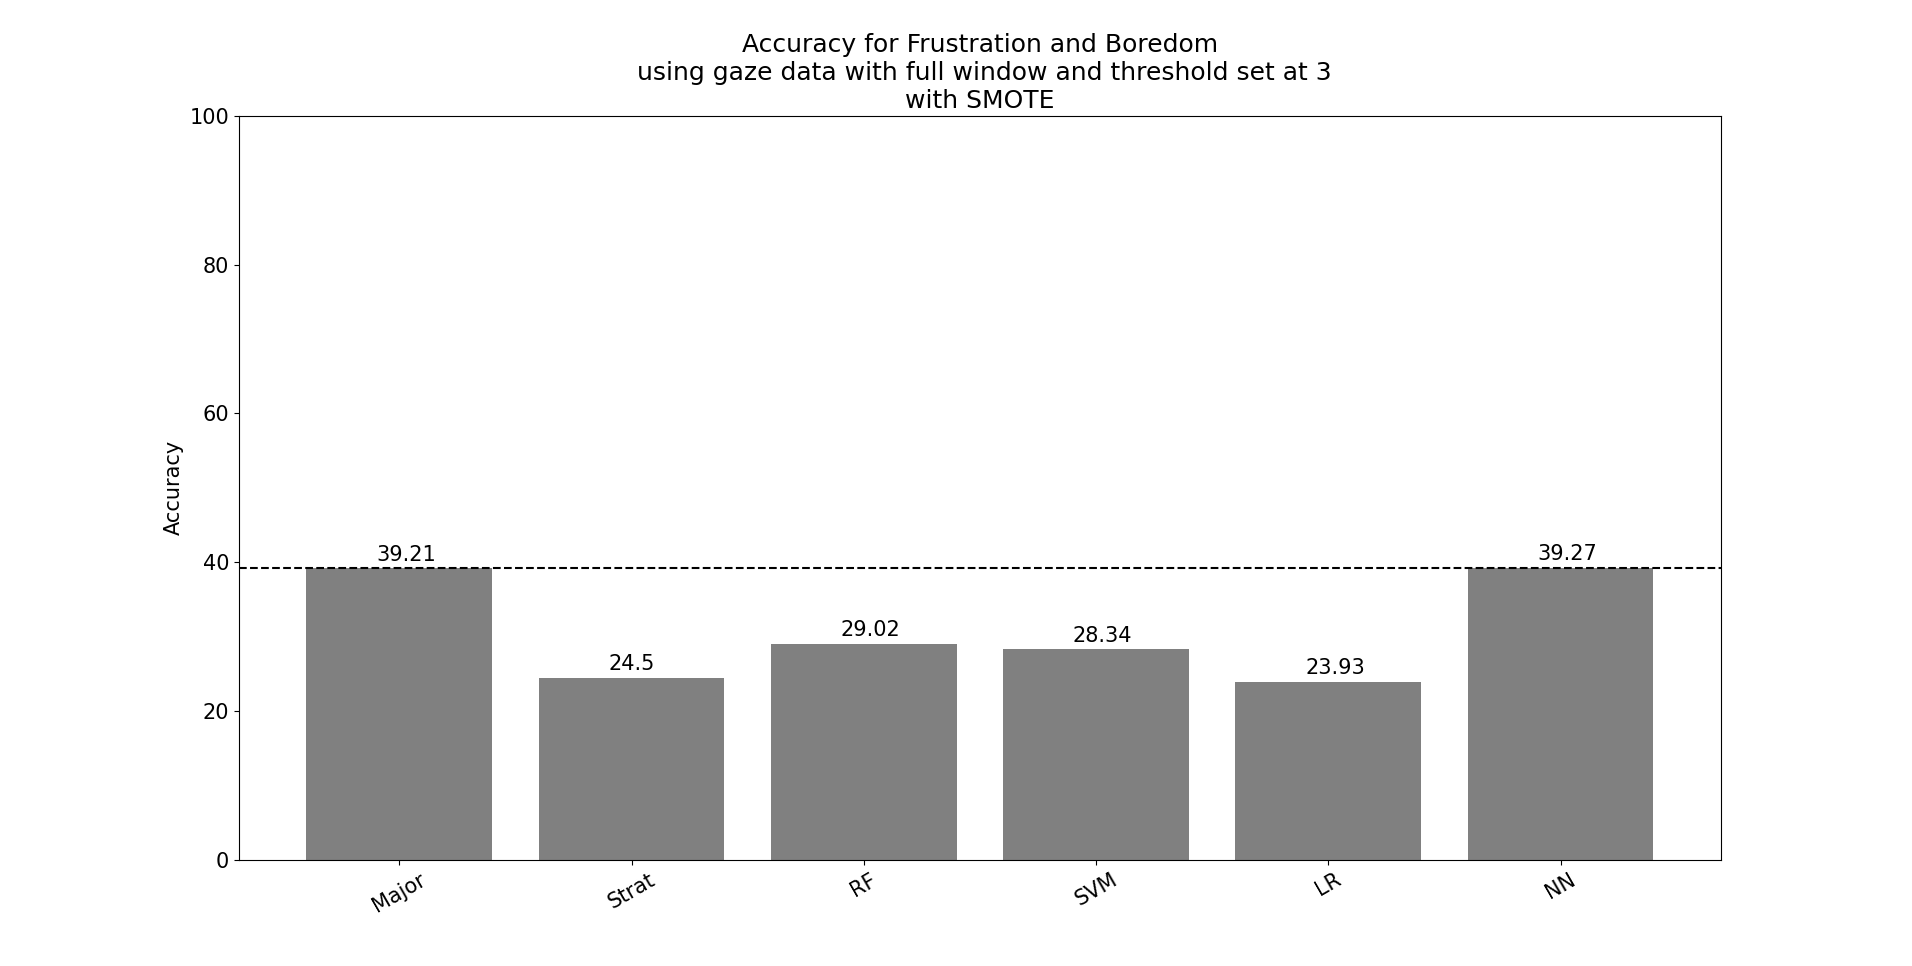 Accuracy for Frustration and Boredom
using gaze data with full window and threshold set at 3
with SMOTE
100
80
60
40
20
0
Accuracy
39.21
24.5
29.02
28.34
23.93
39.27
Major
Strat
RF
SVM
LR
NN